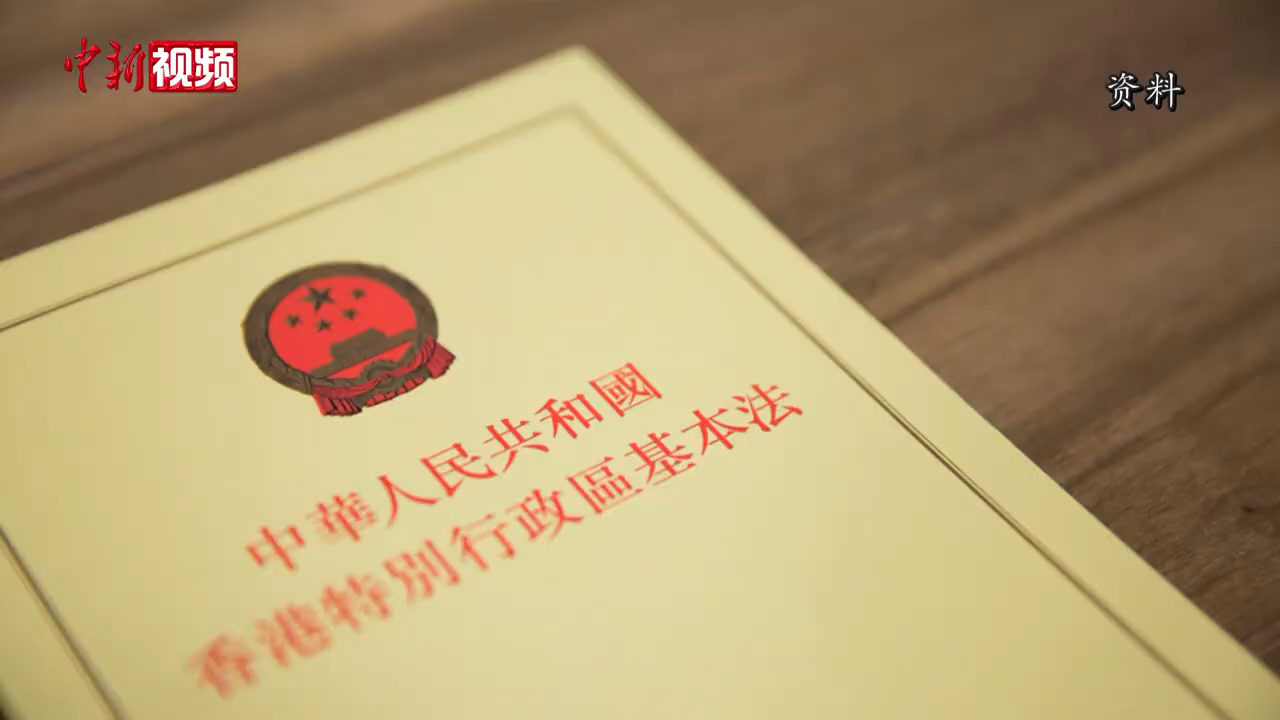 中新视频
资料
中華人民共和國
香港特别行政區基本法